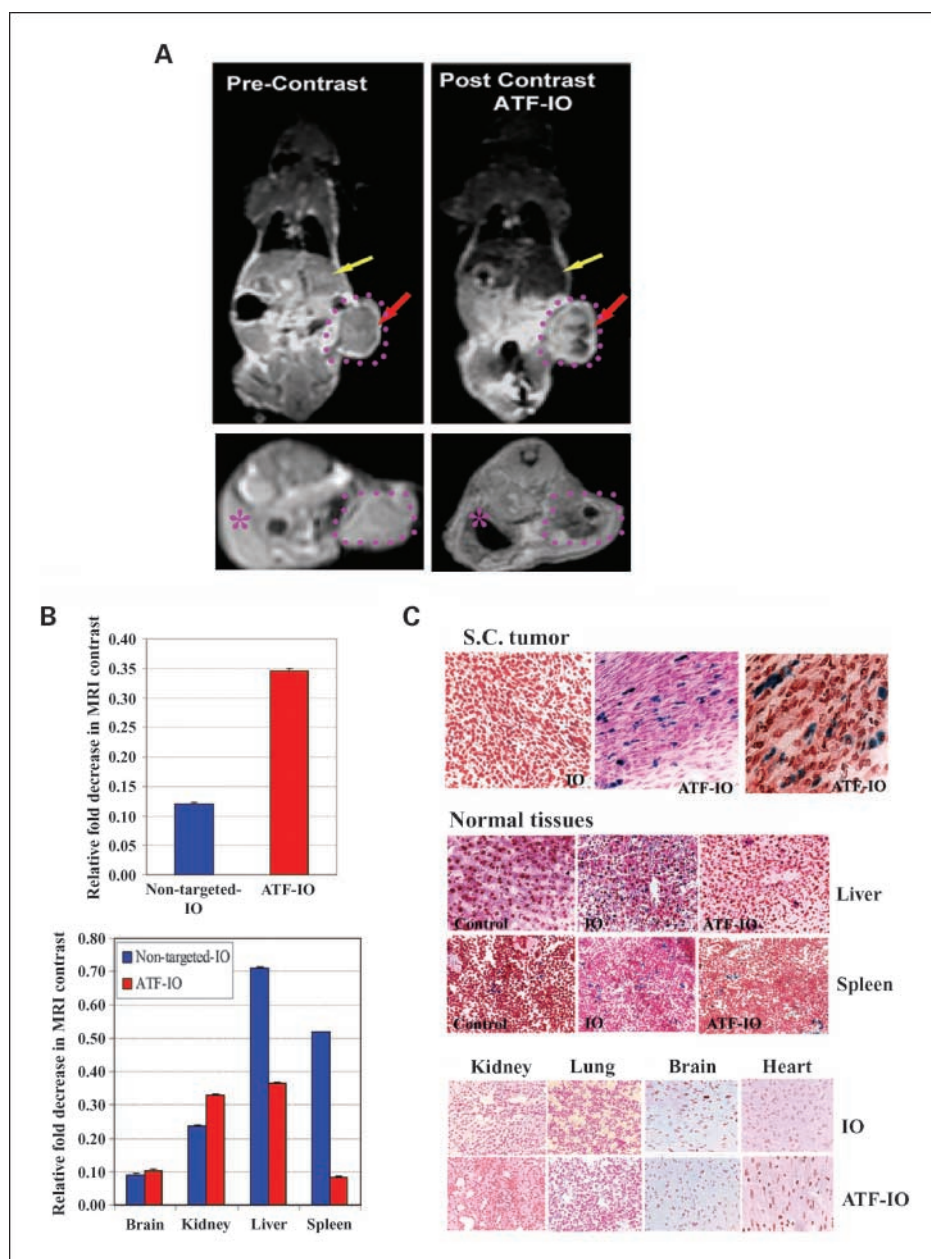 A
Pre-Contrast
Post Contrast
ATF-IO
*
*
B
Relative fold decrease in MRI contrast
0.40
0.35
0.30
0.25
0.20
0.15
0.10
0.05
0.00
Non-targeted-
IO
ATF-IO
Relative fold decrease in MRI contrast
0.80
0.70
0.60
0.50
0.40
0.30
0.20
0.10
0.00
Non-targeted-IO
ATF-IO
Brain
Kidney
Liver
Spleen
C
S.C. tumor
IO
ATF-IO
ATF-IO
Normal tissues
Control
IO
ATF-IO
Liver
Control
IO
ATF-IO
Spleen
Kidney
Lung
Brain
Heart
IO
ATF-IO